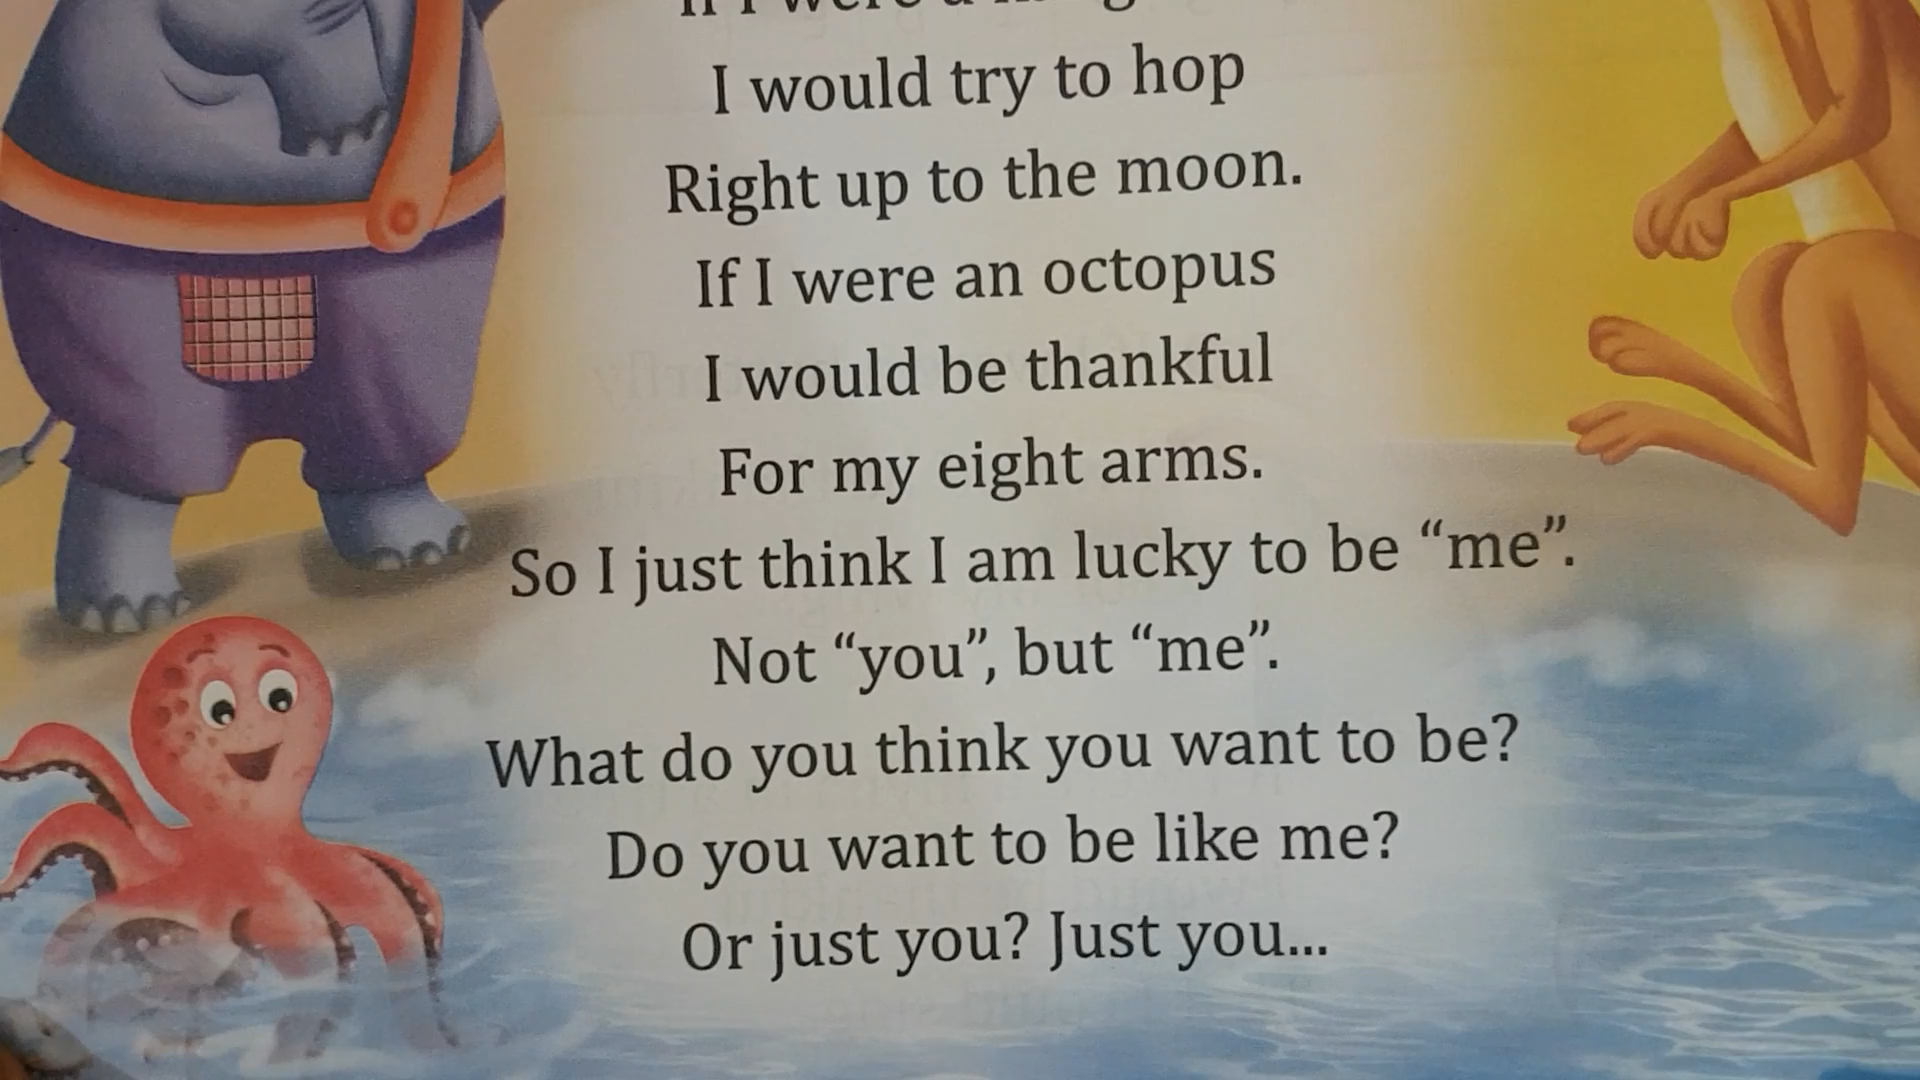 If I were a
I would try to hop
Right up to the moon.
If I were an octopus
I would be thankful
For my eight arms.
So I just think I am lucky to be “me”.
Not “you”, but “me”.
What do you think you want to be?
Do you want to be like me?
Or just you? Just you...